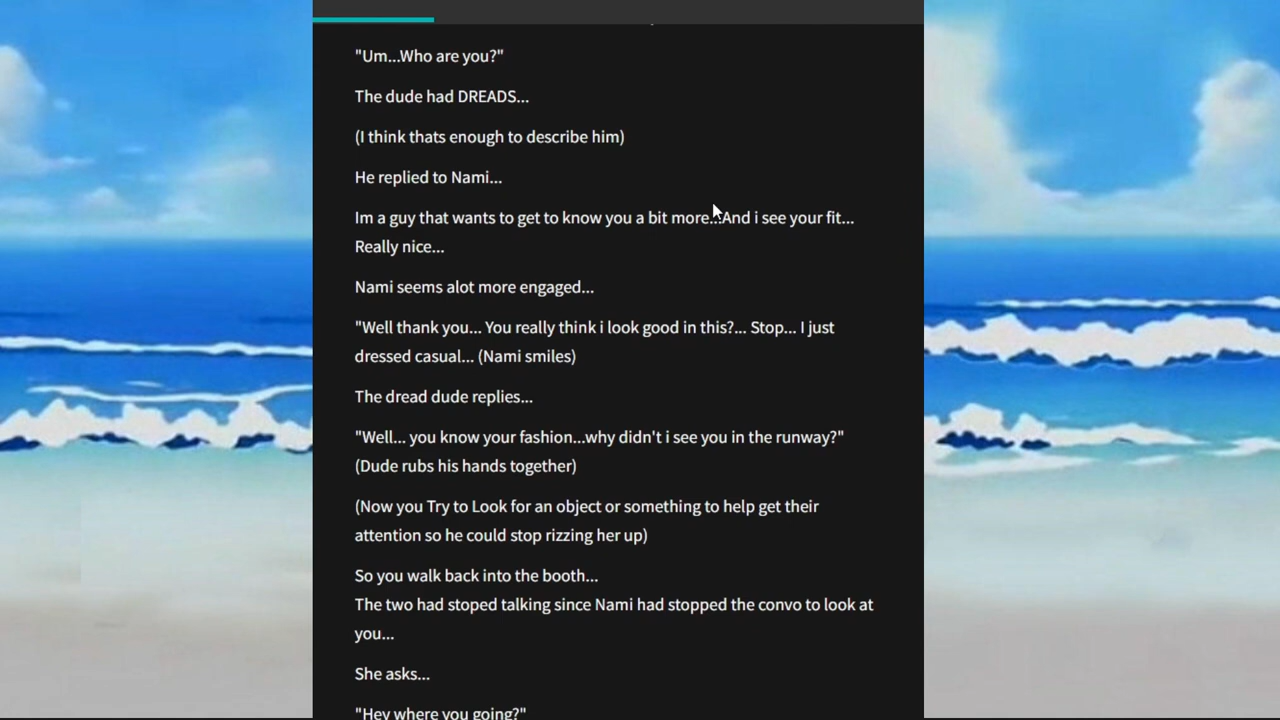 "Um...Who are you?"
The dude had DREADS...
(I think thats enough to describe him)
He replied to Nami...
Im a guy that wants to get to know you a bit more...And i see your fit...
Really nice...
Nami seems alot more engaged...
"Well thank you... You really think i look good in this?... Stop... I just
dressed casual... (Nami smiles)
The dread dude replies...
"Well... you know your fashion...why didn't i see you in the runway?"
(Dude rubs his hands together)
(Now you Try to Look for an object or something to help get their
attention so he could stop rizzing her up)
So you walk back into the booth...
The two had stoped talking since Nami had stopped the convo to look at
you...
She asks...
"Hey where you going?"